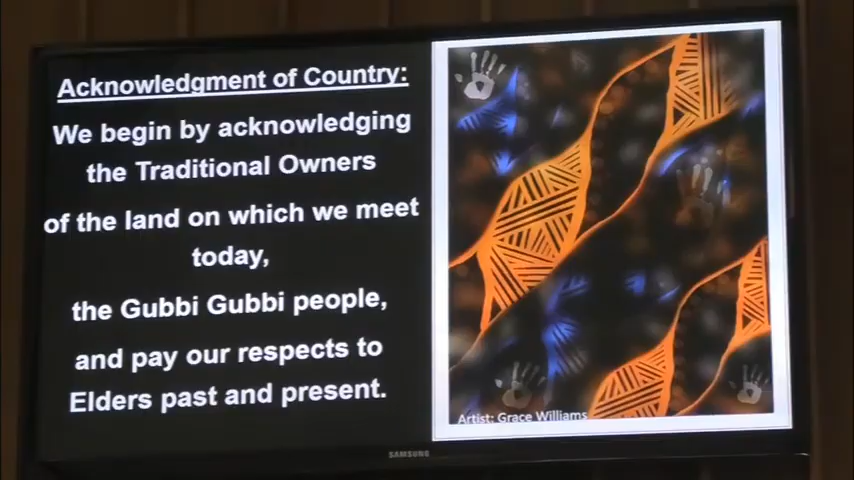 Acknowledgment of Country:
We begin by acknowledging
the Traditional Owners
of the land on which we meet
today,
the Gubbi Gubbi people,
and pay our respects to
Elders past and present.
Artist: Grace Williams
SAMSUNG